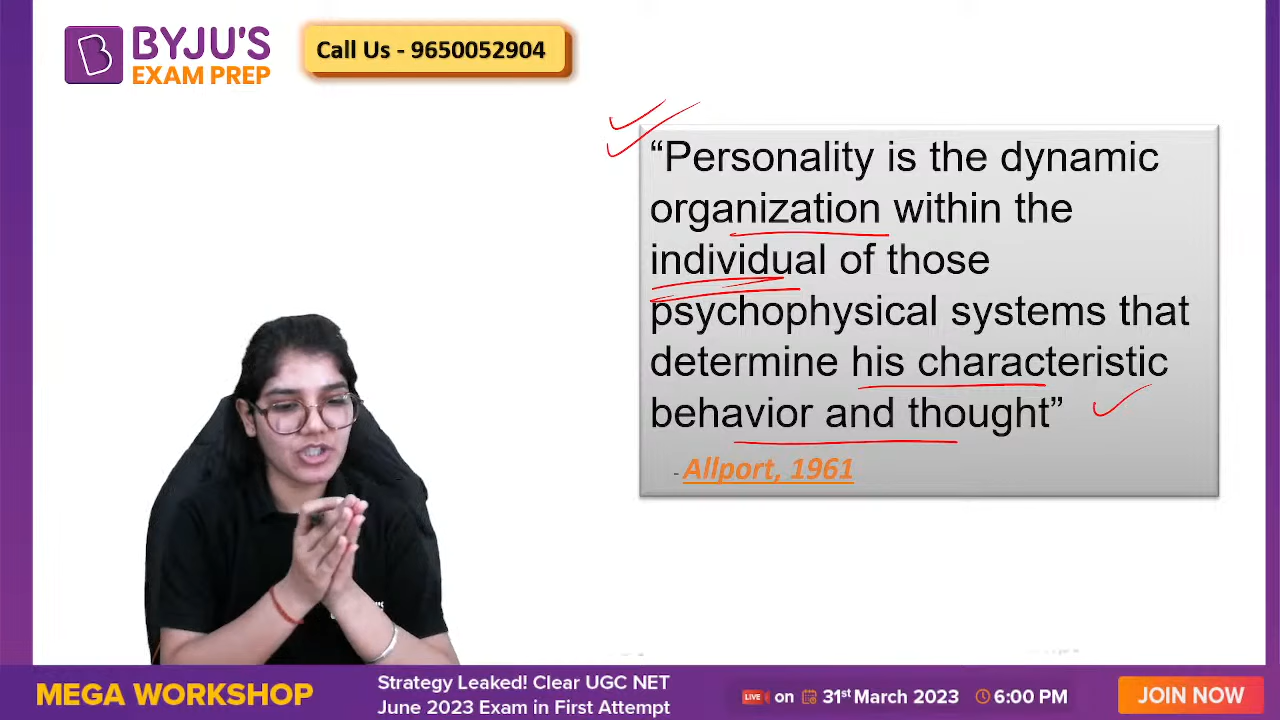 BYJU'S
EXAM PREP
Call Us - 9650052904
“Personality is the dynamic
organization within the
individual of those
psychophysical systems that
determine his characteristic
behavior and thought”
- Allport, 1961
MEGA WORKSHOP
Strategy Leaked! Clear UGC NET
June 2023 Exam in First Attempt
LIVE on 31st March 2023 6:00 PM
JOIN NOW